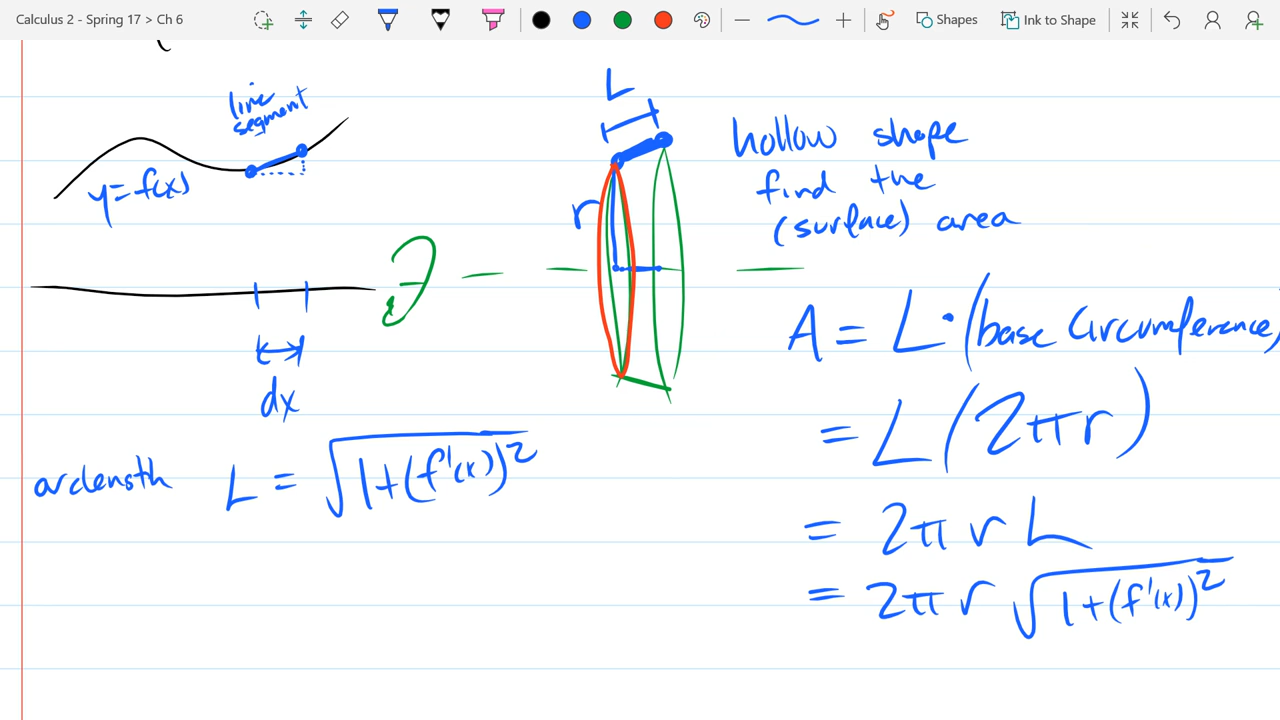 Calculus 2 - Spring 17 > Ch 6
Shapes
Ink to Shape
line
segment
y=f(x)
dx
arclength L = √1+(f'(x))²
L
r
hollow shape
find the
(surface) area
A = L·(base circumference)
= L(2πr)
= 2πrL
= 2πr√1+(f'(x))²